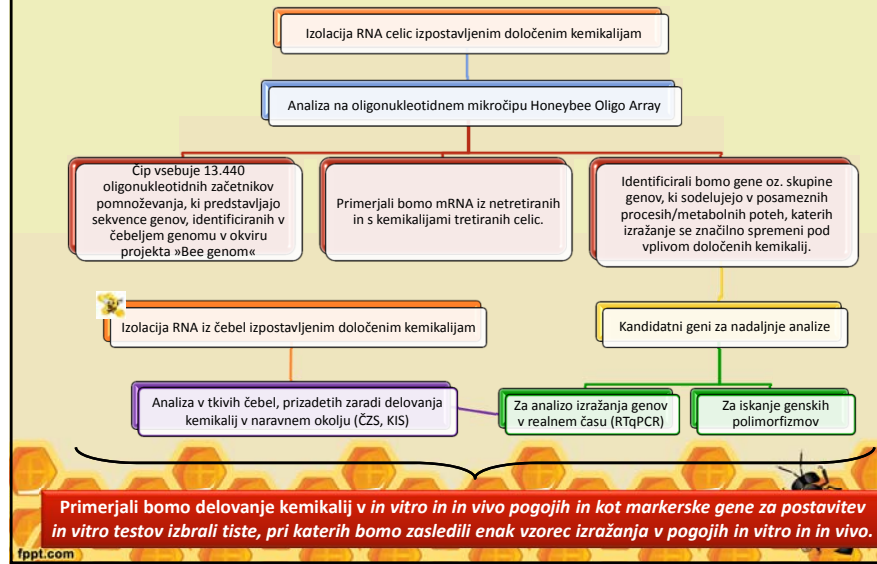 Izolacija RNA celic izpostavljenim določenim kemikalijam
Analiza na oligonukleotidnem mikročipu Honeybee Oligo Array
Čip vsebuje 13.440
oligonukleotidnih začetnikov
pomnoževanja, ki predstavljajo
sekvence genov, identificiranih v
čebeljem genomu v okviru
projekta »Bee genom«
Primerjali bomo mRNA iz netretiranih
in s kemikalijami tretiranih celic.
Identificirali bomo gene oz. skupine
genov, ki sodelujejo v posameznih
procesih/metabolnih poteh, katerih
izražanje se značilno spremeni pod
vplivom določenih kemikalij.
Izolacija RNA iz čebel izpostavljenim določenim kemikalijam
Kandidatni geni za nadaljnje analize
Analiza v tkivih čebel, prizadetih zaradi delovanja
kemikalij v naravnem okolju (ČZS, KIS)
Za analizo izražanja genov
v realnem času (RTqPCR)
Za iskanje genskih
polimorfizmov
Primerjali bomo delovanje kemikalij v in vitro in in vivo pogojih in kot markerske gene za postavitev
in vitro testov izbrali tiste, pri katerih bomo zasledili enak vzorec izražanja v pogojih in vitro in in vivo.
fppt.com